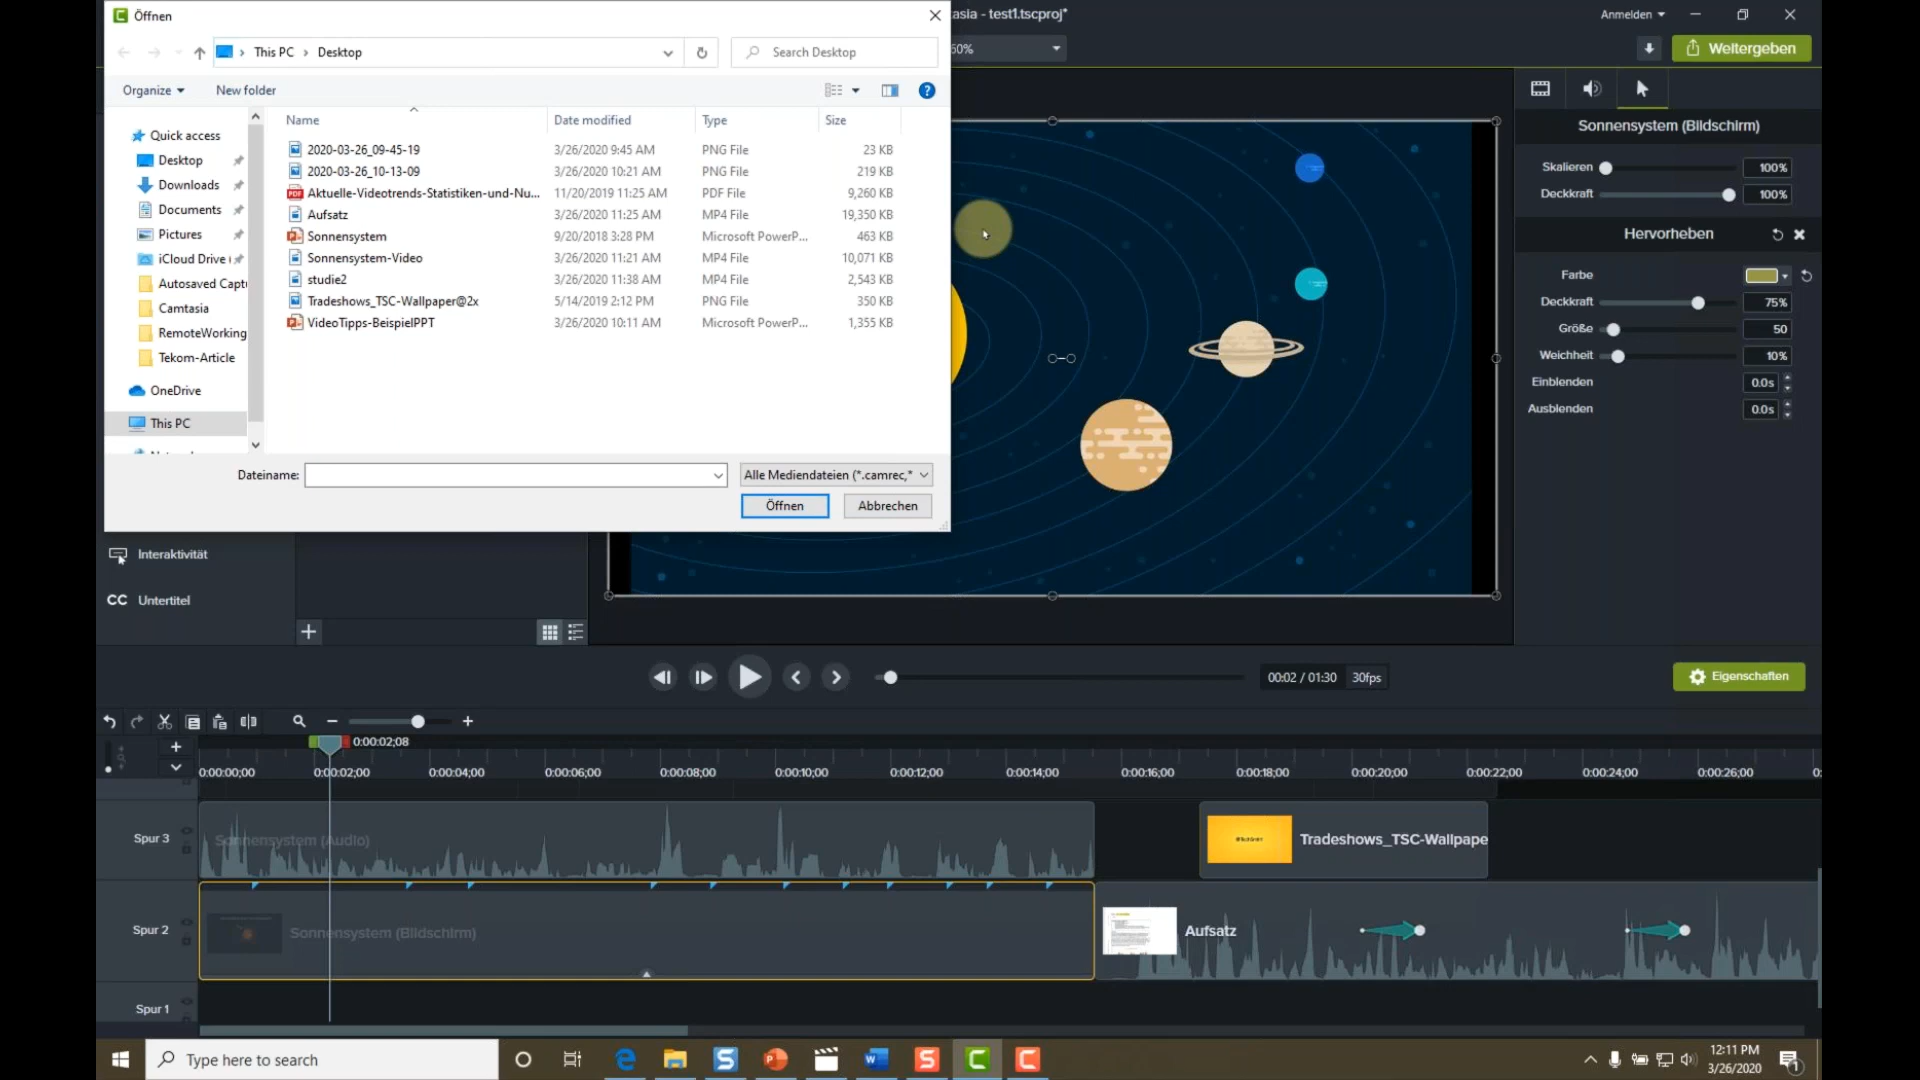 Öffnen
asia - test1.tscproj*
Anmelden
This PC
Desktop
Search Desktop
60%
Weitergeben
Organize
New folder
Name
Date modified
Type
Size
Sonnensystem (Bildschirm)
Quick access
2020-03-26_09-45-19 3/26/2020 9:45 AM PNG File 23 KB
Desktop
2020-03-26_10-13-09 3/26/2020 10:21 AM PNG File 219 KB
Skalieren 100%
Downloads
Aktuelle-Videotrends-Statistiken-und-Nu... 11/20/2019 11:25 AM PDF File 9,260 KB
Deckkraft 100%
Documents
Aufsatz 3/26/2020 11:25 AM MP4 File 19,350 KB
Pictures
Sonnensystem 9/20/2018 3:28 PM Microsoft PowerP... 463 KB
Hervorheben
iCloud Drive
Sonnensystem-Video 3/26/2020 11:21 AM MP4 File 10,071 KB
Autosaved Captu
studie2 3/26/2020 11:38 AM MP4 File 2,543 KB
Farbe
Camtasia
Tradeshows_TSC-Wallpaper@2x 5/14/2019 2:12 PM PNG File 350 KB
Deckkraft 75%
RemoteWorking
VideoTipps-BeispielPPT 3/26/2020 10:11 AM Microsoft PowerP... 1,355 KB
Größe 50
Tekom-Article
Weichheit 10%
OneDrive
Einblenden 0.0s
This PC
Ausblenden 0.0s
Dateiname:
Alle Mediendateien (*.camrec,*
Öffnen
Abbrechen
Interaktivität
CC Untertitel
00:02 / 01:30
30fps
Eigenschaften
0:00:02;08
0:00:00;00 0:00:02;00 0:00:04;00 0:00:06;00 0:00:08;00 0:00:10;00 0:00:12;00 0:00:14;00 0:00:16;00 0:00:18;00 0:00:20;00 0:00:22;00 0:00:24;00 0:00:26;00 0:
Spur 3
Sonnensystem (Audio)
Tradeshows_TSC-Wallpape
Spur 2
Sonnensystem (Bildschirm)
Aufsatz
Spur 1
Type here to search
12:11 PM
3/26/2020
1